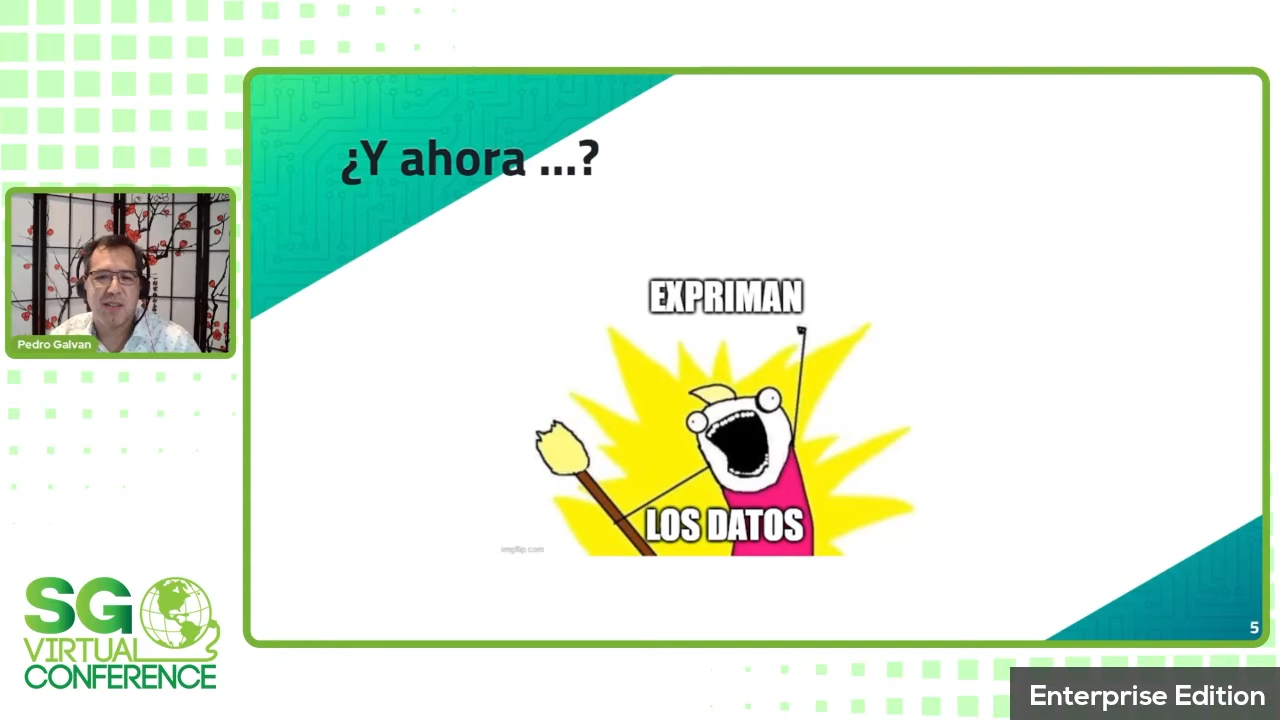 ¿Y ahora ...?
EXPRIMAN
LOS DATOS
imgflip.com
5
Pedro Galvan
SG
VIRTUAL
CONFERENCE
Enterprise Edition